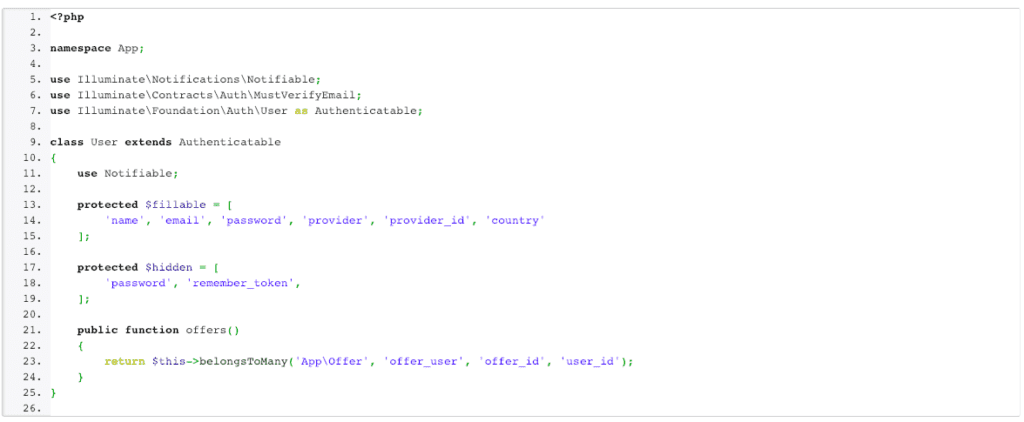 1. <?php
2.
3. namespace App;
4.
5. use Illuminate\Notifications\Notifiable;
6. use Illuminate\Contracts\Auth\MustVerifyEmail;
7. use Illuminate\Foundation\Auth\User as Authenticatable;
8.
9. class User extends Authenticatable
10. {
11.     use Notifiable;
12.
13.     protected $fillable = [
14.         'name', 'email', 'password', 'provider', 'provider_id', 'country'
15.     ];
16.
17.     protected $hidden = [
18.         'password', 'remember_token',
19.     ];
20.
21.     public function offers()
22.     {
23.         return $this->belongsToMany('App\Offer', 'offer_user', 'offer_id', 'user_id');
24.     }
25. }
26.